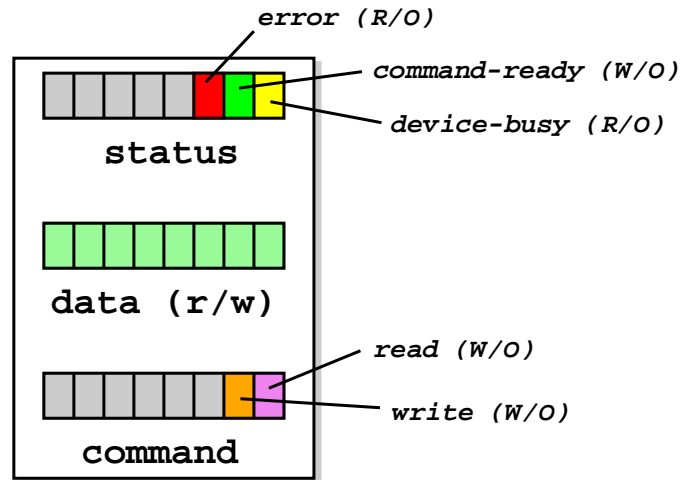 error (R/O)
command-ready (W/O)
device-busy (R/O)
status
data (r/w)
read (W/O)
write (W/O)
command